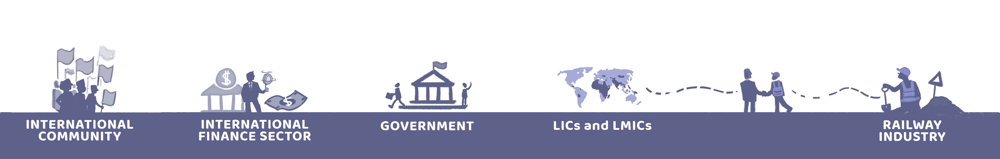 $
$
INTERNATIONAL
COMMUNITY
INTERNATIONAL
FINANCE SECTOR
GOVERNMENT
LICs and LMICs
RAILWAY
INDUSTRY